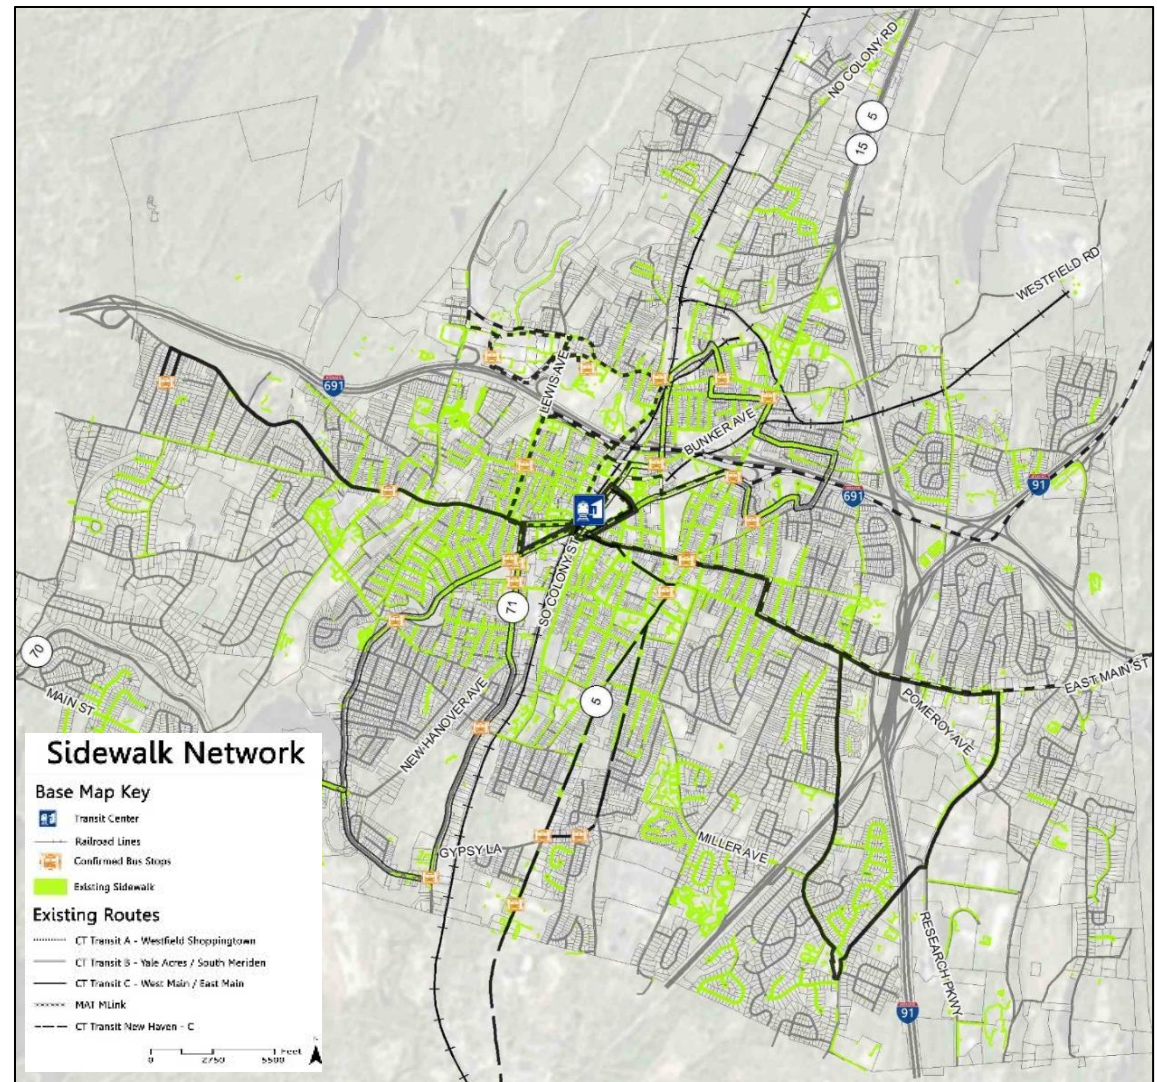 NO COLONY RD
5
15
WESTFIELD RD
691
LEWIS AVE
BUNKER AVE
91
691
SO COLONY ST
71
70
MAIN ST
NEW HANOVER AVE
5
EAST MAIN ST
POMEROY AVE
MILLER AVE
GYPSY LA
RESEARCH PKWY
91
Sidewalk Network
Base Map Key
Transit Center
Railroad Lines
Confirmed Bus Stops
Existing Sidewalk
Existing Routes
CT Transit A - Westfield Shoppingtown
CT Transit B - Yale Acres / South Meriden
CT Transit C - West Main / East Main
MAT MLink
CT Transit New Haven - C
Feet
0 2750 5500